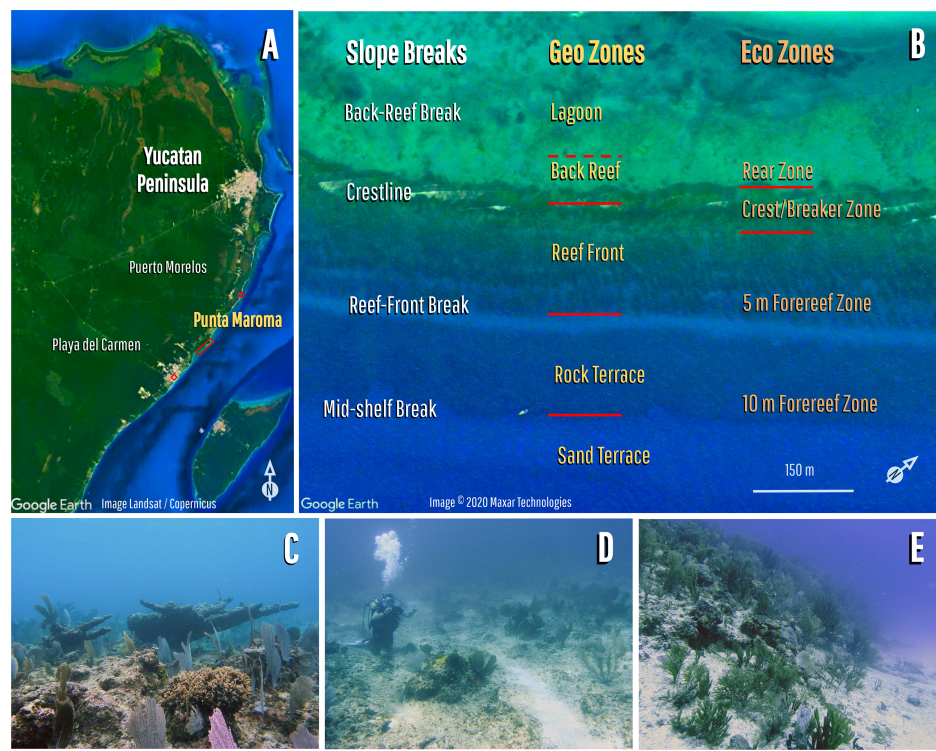 A
Yucatan
Peninsula
Puerto Morelos
Punta Maroma
Playa del Carmen
N
Google Earth
Image Landsat / Copernicus
B
Slope Breaks
Geo Zones
Eco Zones
Back-Reef Break
Lagoon
Back Reef
Rear Zone
Crestline
Crest/Breaker Zone
Reef Front
Reef-Front Break
5 m Forereef Zone
Rock Terrace
Mid-shelf Break
10 m Forereef Zone
Sand Terrace
150 m
N
Google Earth
Image © 2020 Maxar Technologies
C
D
E